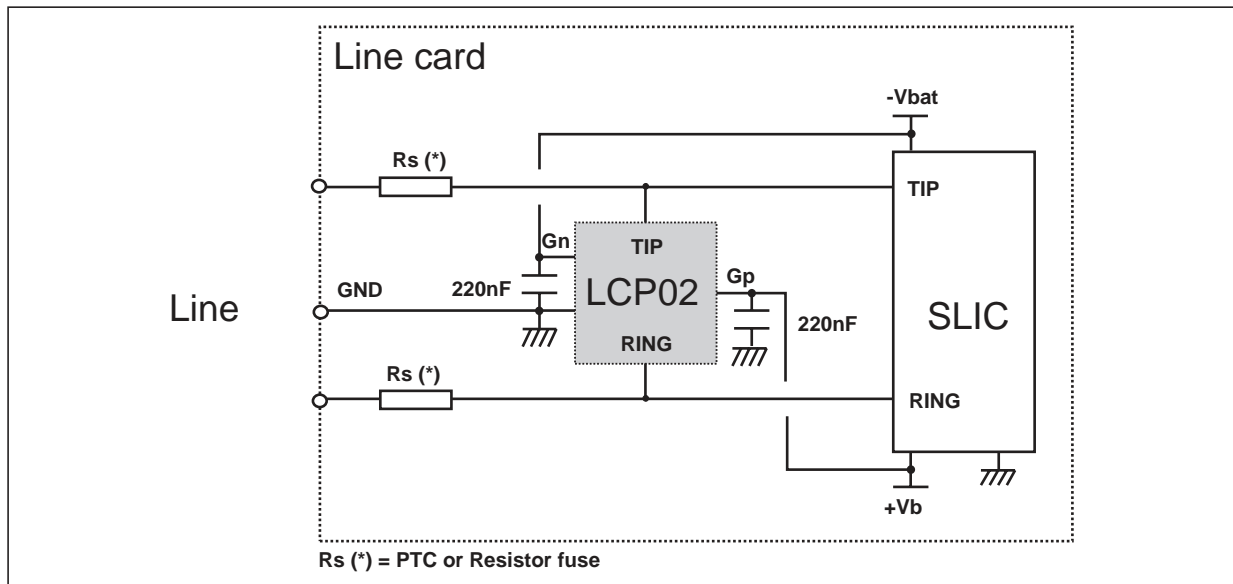 Line card
-Vbat
Rs (*)
TIP
Gn
TIP
Gp
GND
220nF
LCP02
Line
220nF
SLIC
RING
Rs (*)
RING
+Vb
Rs (*) = PTC or Resistor fuse